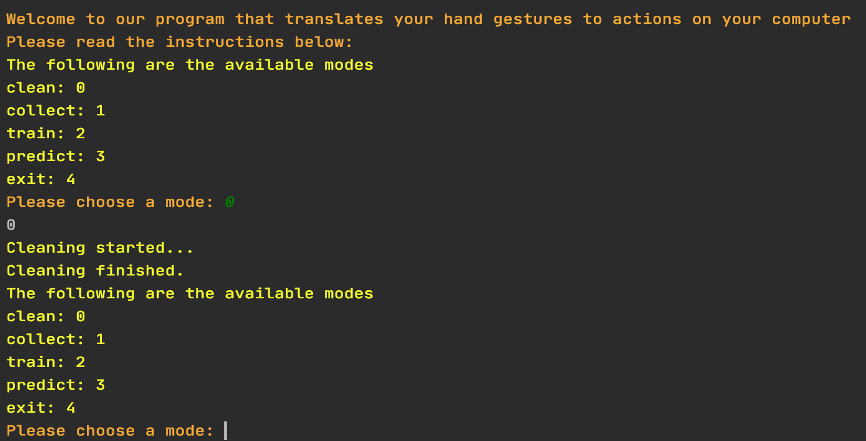 Welcome to our program that translates your hand gestures to actions on your computer
Please read the instructions below:
The following are the available modes
clean: 0
collect: 1
train: 2
predict: 3
exit: 4
Please choose a mode: 0
0
Cleaning started...
Cleaning finished.
The following are the available modes
clean: 0
collect: 1
train: 2
predict: 3
exit: 4
Please choose a mode: